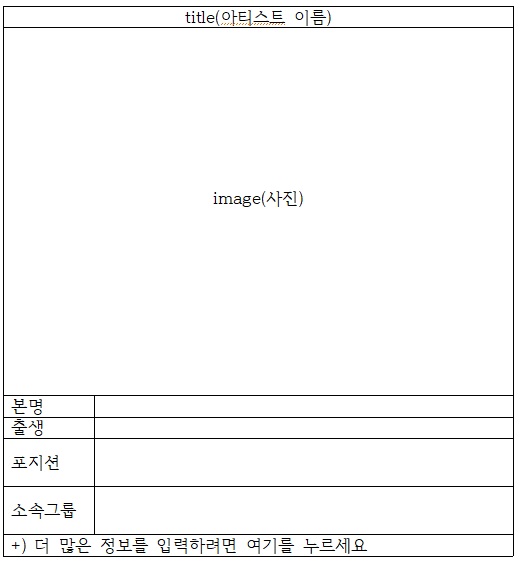 title(아티스트 이름)
image(사진)
본명
출생
포지션
소속그룹
+) 더 많은 정보를 입력하려면 여기를 누르세요